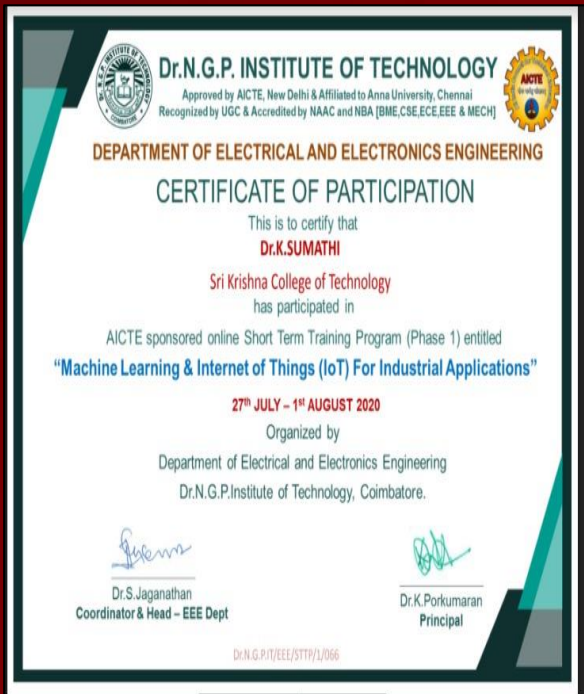 Dr.N.G.P. INSTITUTE OF TECHNOLOGY
Approved by AICTE, New Delhi & Affiliated to Anna University, Chennai
Recognized by UGC & Accredited by NAAC and NBA [BME,CSE,ECE,EEE & MECH]
AICTE
DEPARTMENT OF ELECTRICAL AND ELECTRONICS ENGINEERING
CERTIFICATE OF PARTICIPATION
This is to certify that
Dr.K.SUMATHI
Sri Krishna College of Technology
has participated in
AICTE sponsored online Short Term Training Program (Phase 1) entitled
“Machine Learning & Internet of Things (IoT) For Industrial Applications”
27th JULY – 1st AUGUST 2020
Organized by
Department of Electrical and Electronics Engineering
Dr.N.G.P.Institute of Technology, Coimbatore.
Dr.S.Jaganathan
Coordinator & Head – EEE Dept
Dr.K.Porkumaran
Principal
Dr.N.G.P.IT/EEE/STTP/1/066